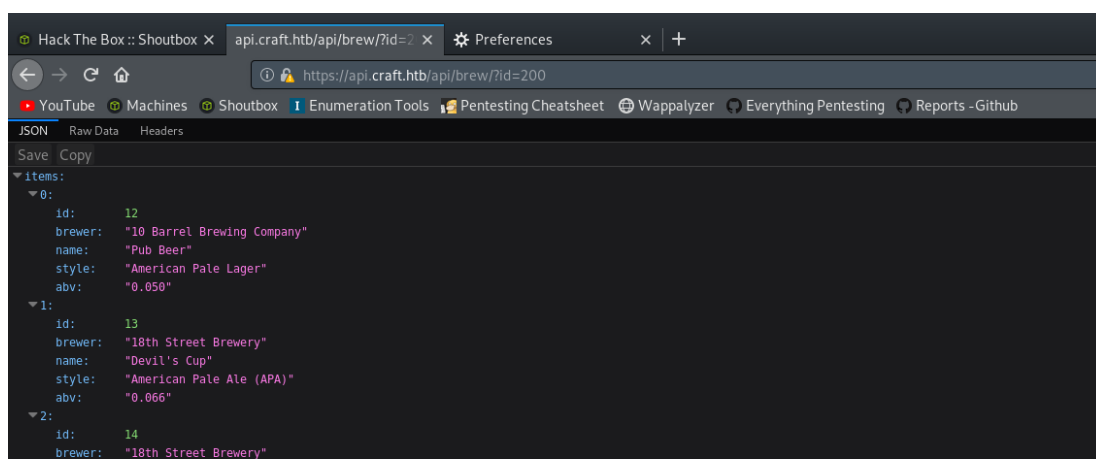 Hack The Box :: Shoutbox × api.craft.htb/api/brew/?id=2 × Preferences × +
https://api.craft.htb/api/brew/?id=200
YouTube Machines Shoutbox I Enumeration Tools Pentesting Cheatsheet Wappalyzer Everything Pentesting Reports - Github
JSON Raw Data Headers
Save Copy
items:
0:
id: 12
brewer: "10 Barrel Brewing Company"
name: "Pub Beer"
style: "American Pale Lager"
abv: "0.050"
1:
id: 13
brewer: "18th Street Brewery"
name: "Devil's Cup"
style: "American Pale Ale (APA)"
abv: "0.066"
2:
id: 14
brewer: "18th Street Brewery"